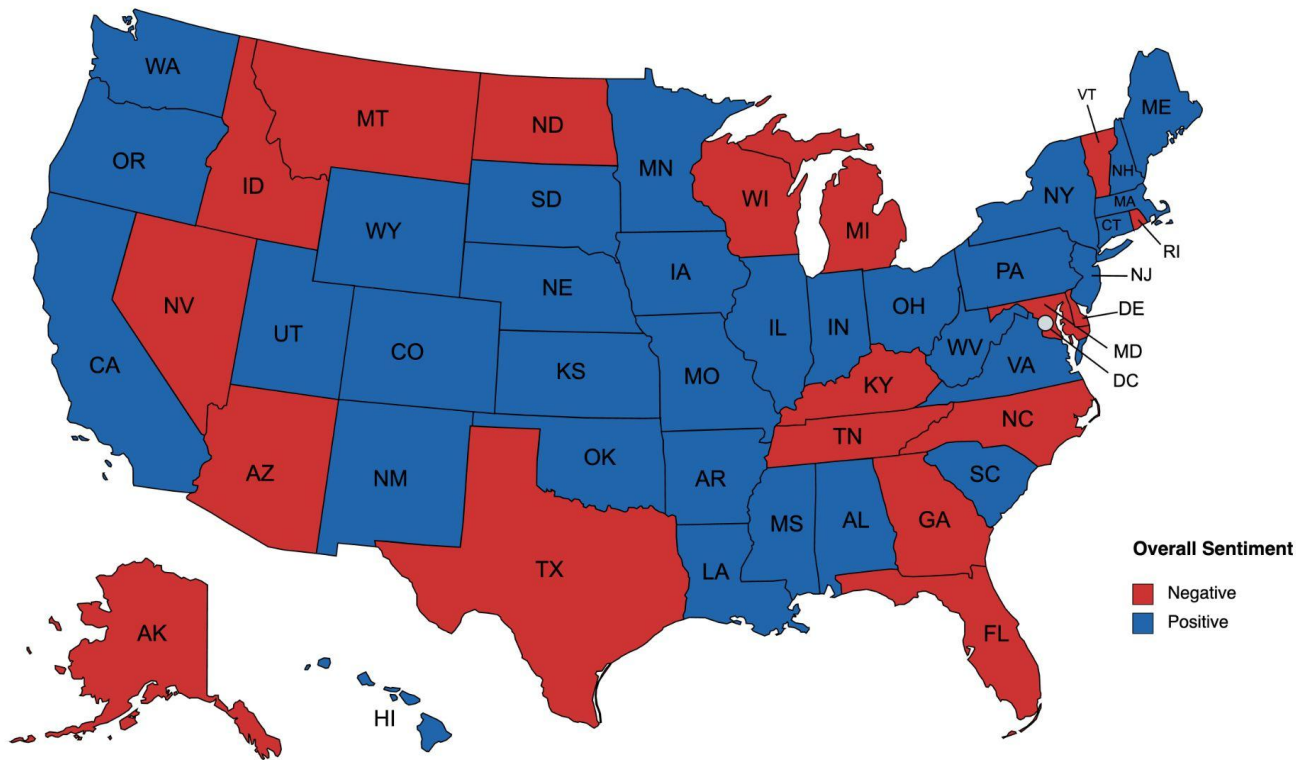 WA
MT
ND
MN
ME
VT
OR
ID
SD
WI
MI
NY
NH
MA
CT
RI
WY
IA
PA
NJ
NV
NE
IL
IN
OH
DE
UT
CO
WV
MD
CA
KS
MO
VA
DC
KY
AZ
NM
OK
TN
NC
AR
SC
MS
AL
GA
TX
LA
Overall Sentiment
Negative
Positive
AK
FL
HI